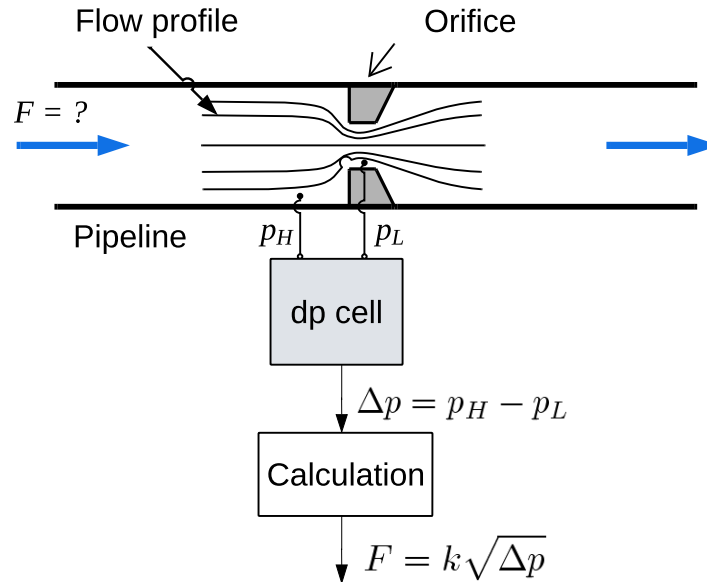 Flow profile
Orifice
F = ?
Pipeline
p_H
p_L
dp cell
Δp = p_H − p_L
Calculation
F = k√Δp